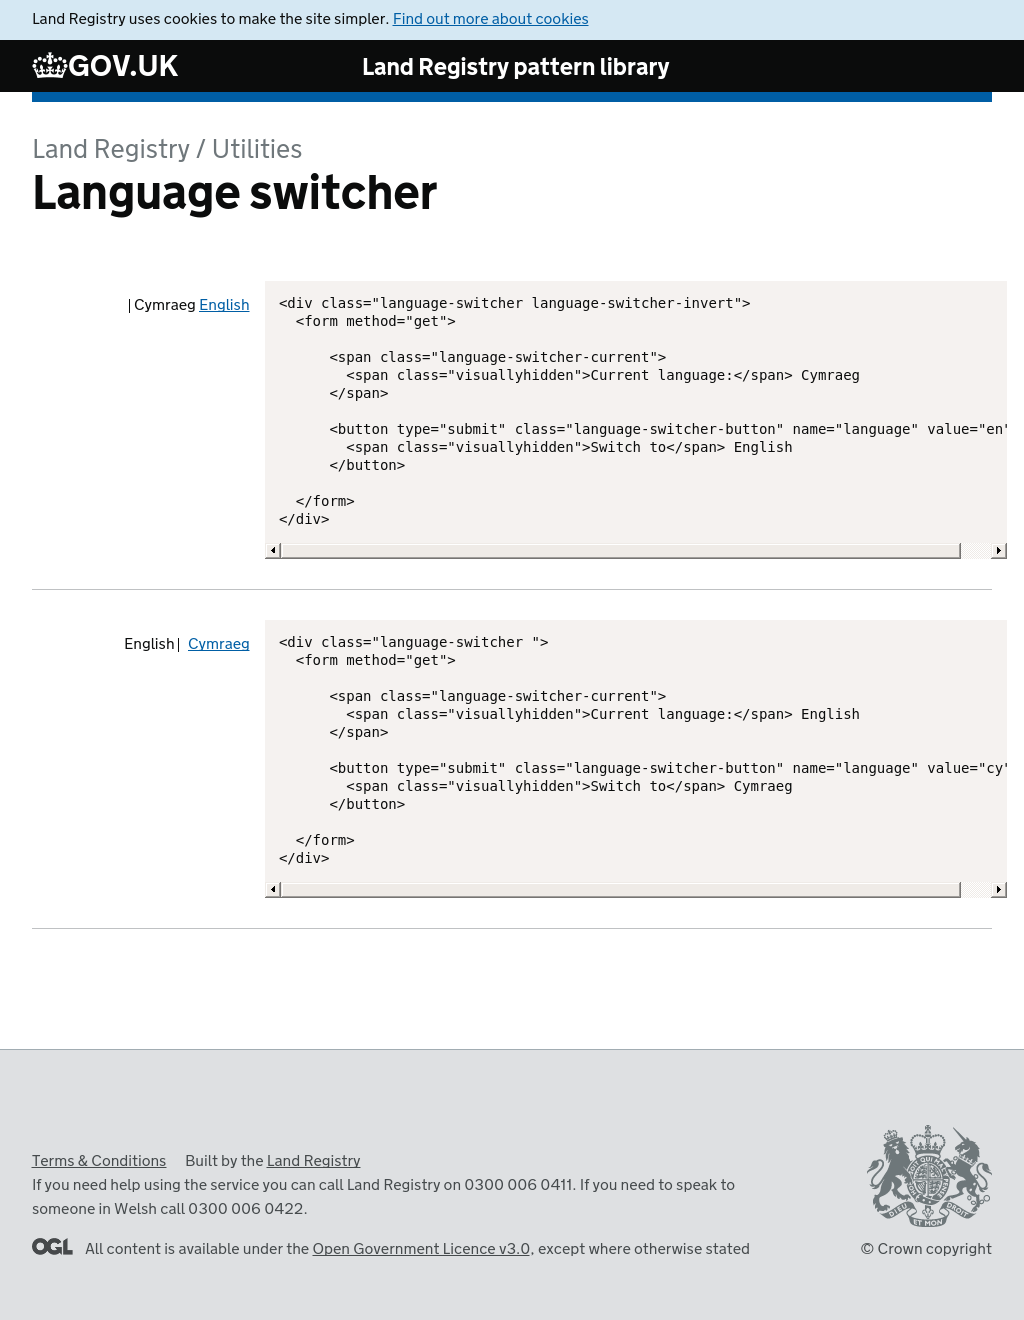 Land Registry uses cookies to make the site simpler. Find out more about cookies
GOV.UK
Land Registry pattern library
Land Registry / Utilities
Language switcher
| Cymraeg English
<div class="language-switcher language-switcher-invert">
  <form method="get">
      <span class="language-switcher-current">
        <span class="visuallyhidden">Current language:</span> Cymraeg
      </span>
      <button type="submit" class="language-switcher-button" name="language" value="en"
        <span class="visuallyhidden">Switch to</span> English
      </button>
  </form>
</div>
English | Cymraeg
<div class="language-switcher ">
  <form method="get">
      <span class="language-switcher-current">
        <span class="visuallyhidden">Current language:</span> English
      </span>
      <button type="submit" class="language-switcher-button" name="language" value="cy"
        <span class="visuallyhidden">Switch to</span> Cymraeg
      </button>
  </form>
</div>
Terms & Conditions Built by the Land Registry
If you need help using the service you can call Land Registry on 0300 006 0411. If you need to speak to
someone in Welsh call 0300 006 0422.
OGL All content is available under the Open Government Licence v3.0, except where otherwise stated
© Crown copyright